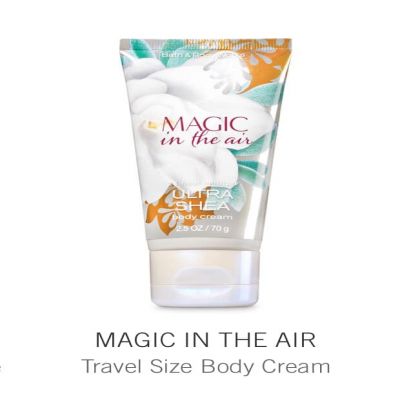 MAGIC
in the air
ULTRA
SHEA
body cream
2.5 OZ / 70 g
MAGIC IN THE AIR
Travel Size Body Cream